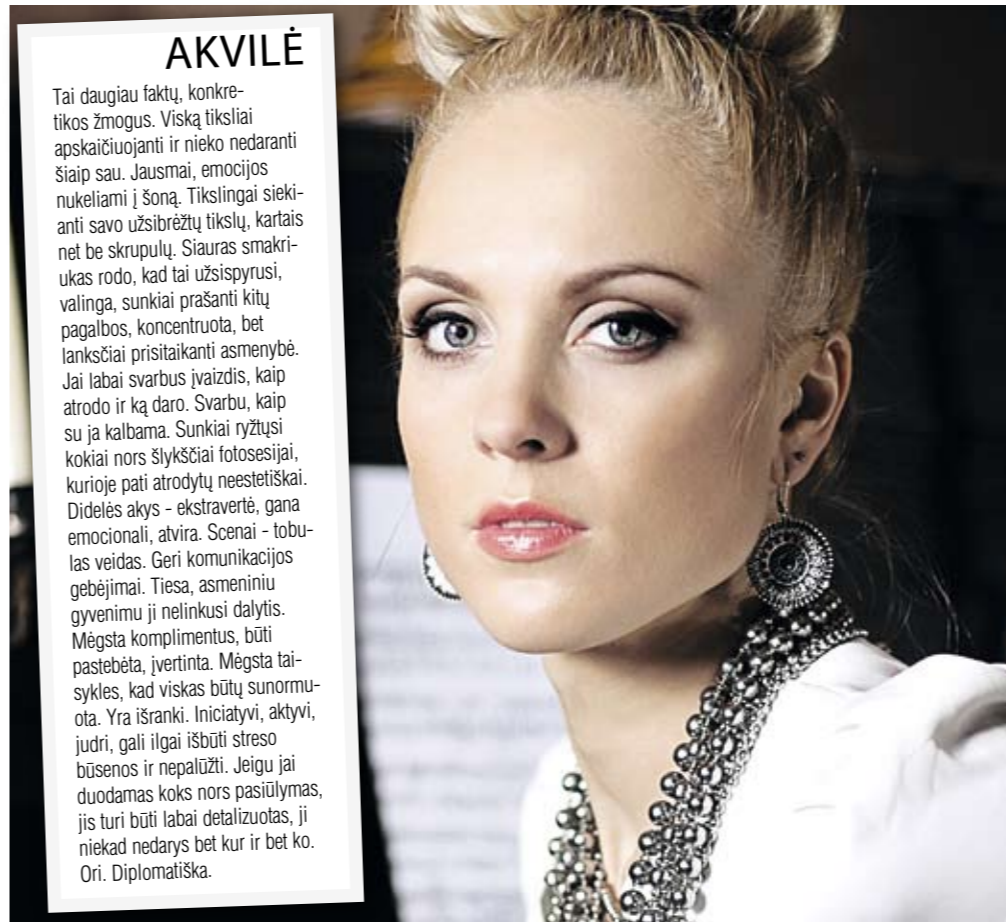 AKVILĖ
Tai daugiau faktų, konkre-
tikos žmogus. Viską tiksliai
apskaičiuojanti ir nieko nedaranti
šiaip sau. Jausmai, emocijos
nukeliami į šoną. Tikslingai sieki-
anti savo užsibrėžtų tikslų, kartais
net be skrupulų. Siauras smakri-
ukas rodo, kad tai užsispyrusi,
valinga, sunkiai prašanti kitų
pagalbos, koncentruota, bet
lanksčiai prisitaikanti asmenybė.
Jai labai svarbus įvaizdis, kaip
atrodo ir ką daro. Svarbu, kaip
su ja kalbama. Sunkiai ryžtųsi
kokiai nors šlykščiai fotosesijai,
kurioje pati atrodytų neestetiškai.
Didelės akys - ekstravertė, gana
emocionali, atvira. Scenai - tobu-
las veidas. Geri komunikacijos
gebėjimai. Tiesa, asmeniniu
gyvenimu ji nelinkusi dalytis.
Mėgsta komplimentus, būti
pastebėta, įvertinta. Mėgsta tai-
sykles, kad viskas būtų sunormu-
ota. Yra išranki. Iniciatyvi, aktyvi,
judri, gali ilgai išbūti streso
būsenos ir nepalūžti. Jeigu jai
duodamas koks nors pasiūlymas,
jis turi būti labai detalizuotas, ji
niekad nedarys bet kur ir bet ko.
Ori. Diplomatiška.